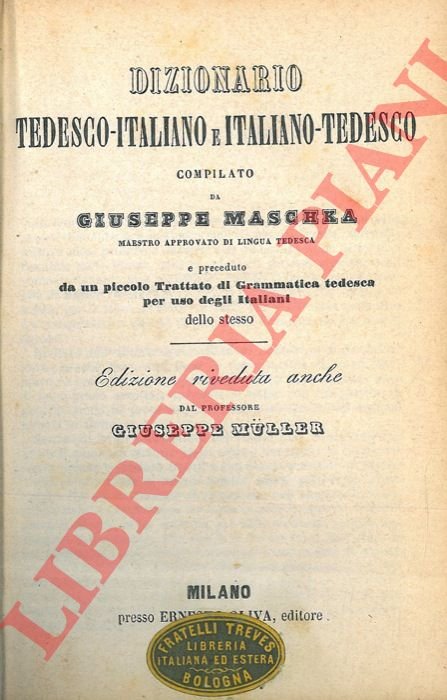 DIZIONARIO
TEDESCO-ITALIANO E ITALIANO-TEDESCO
COMPILATO
DA
GIUSEPPE MASCHKA
MAESTRO APPROVATO DI LINGUA TEDESCA
e preceduto
da un piccolo Trattato di Grammatica tedesca
per uso degli Italiani
dello stesso
Edizione riveduta anche
DAL PROFESSORE
GIUSEPPE MÜLLER
MILANO
presso ERNESTO OLIVA, editore.
FRATELLI TREVES
LIBRERIA
ITALIANA ED ESTERA
BOLOGNA
LIBRERIA PIANI